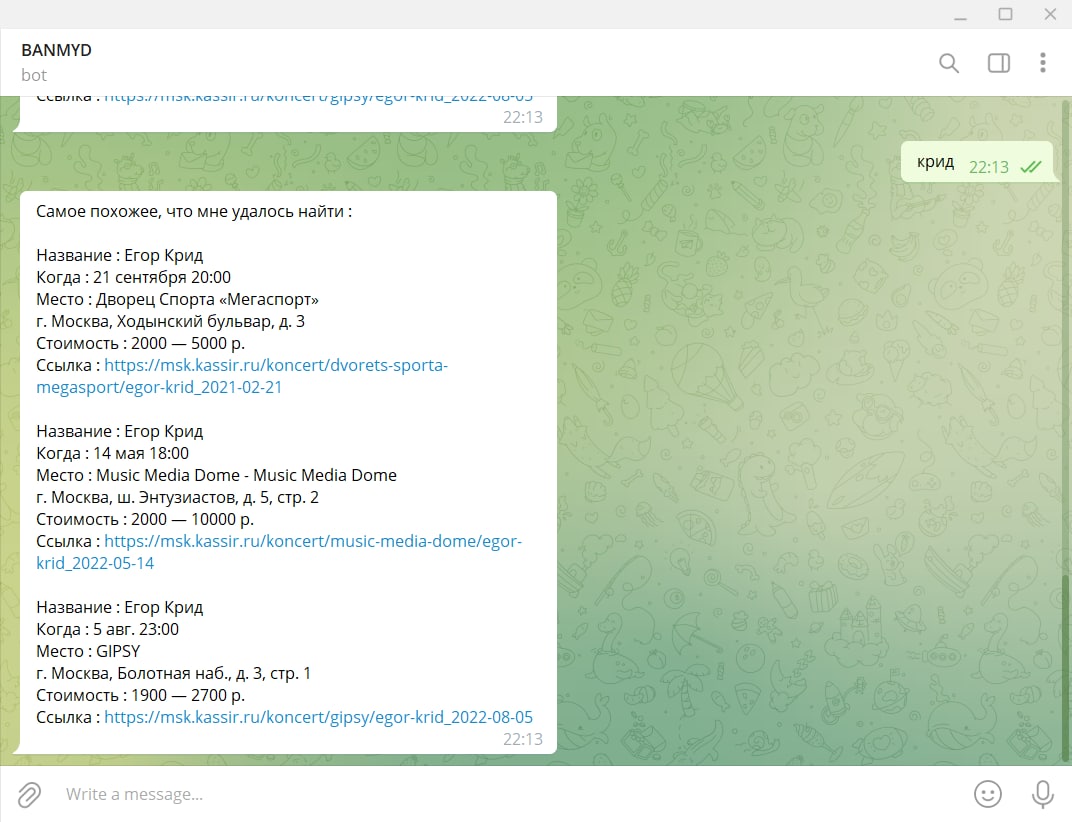 BANMYD
bot
Ссылка : https://msk.kassir.ru/koncert/gipsy/egor-krid_2022-08-05
22:13
крид 22:13
Самое похожее, что мне удалось найти :
Название : Егор Крид
Когда : 21 сентября 20:00
Место : Дворец Спорта «Мегаспорт»
г. Москва, Ходынский бульвар, д. 3
Стоимость : 2000 — 5000 р.
Ссылка : https://msk.kassir.ru/koncert/dvorets-sporta-
megasport/egor-krid_2021-02-21
Название : Егор Крид
Когда : 14 мая 18:00
Место : Music Media Dome - Music Media Dome
г. Москва, ш. Энтузиастов, д. 5, стр. 2
Стоимость : 2000 — 10000 р.
Ссылка : https://msk.kassir.ru/koncert/music-media-dome/egor-
krid_2022-05-14
Название : Егор Крид
Когда : 5 авг. 23:00
Место : GIPSY
г. Москва, Болотная наб., д. 3, стр. 1
Стоимость : 1900 — 2700 р.
Ссылка : https://msk.kassir.ru/koncert/gipsy/egor-krid_2022-08-05
22:13
Write a message...